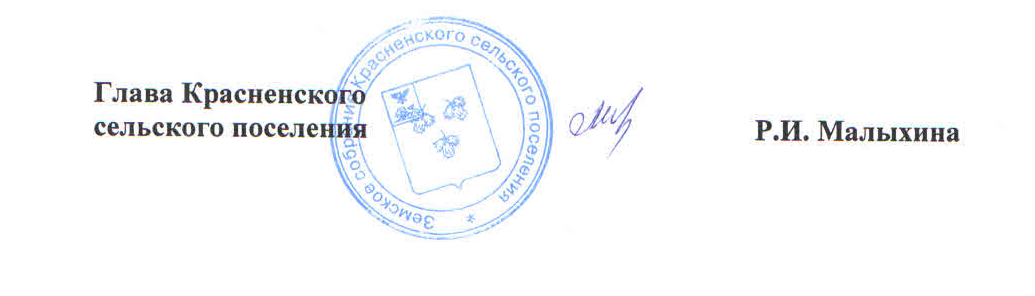 Глава Красненского
сельского поселения
Земское собрание Красненского сельского поселения *
Р.И. Малыхина